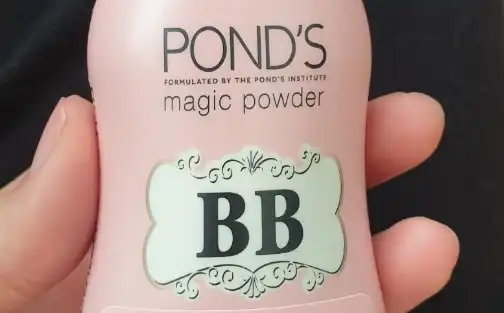 POND'S
FORMULATED BY THE POND'S INSTITUTE
magic powder
BB